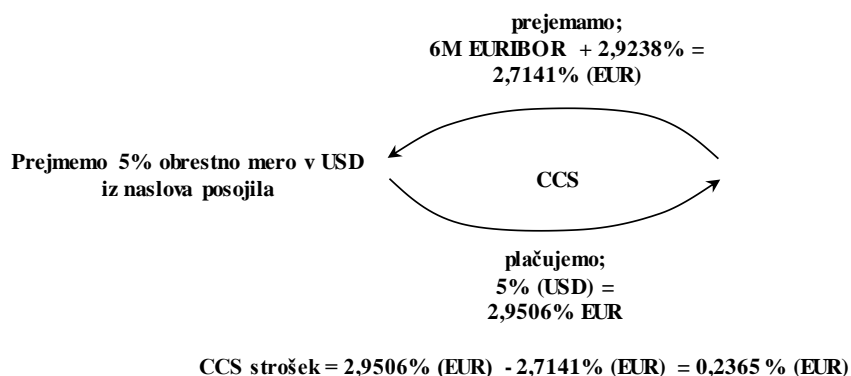 prejemamo;
6M EURIBOR + 2,9238% =
2,7141% (EUR)
Prejmemo 5% obrestno mero v USD
iz naslova posojila
CCS
plačujemo;
5% (USD) =
2,9506% EUR
CCS strošek = 2,9506% (EUR) - 2,7141% (EUR) = 0,2365 % (EUR)